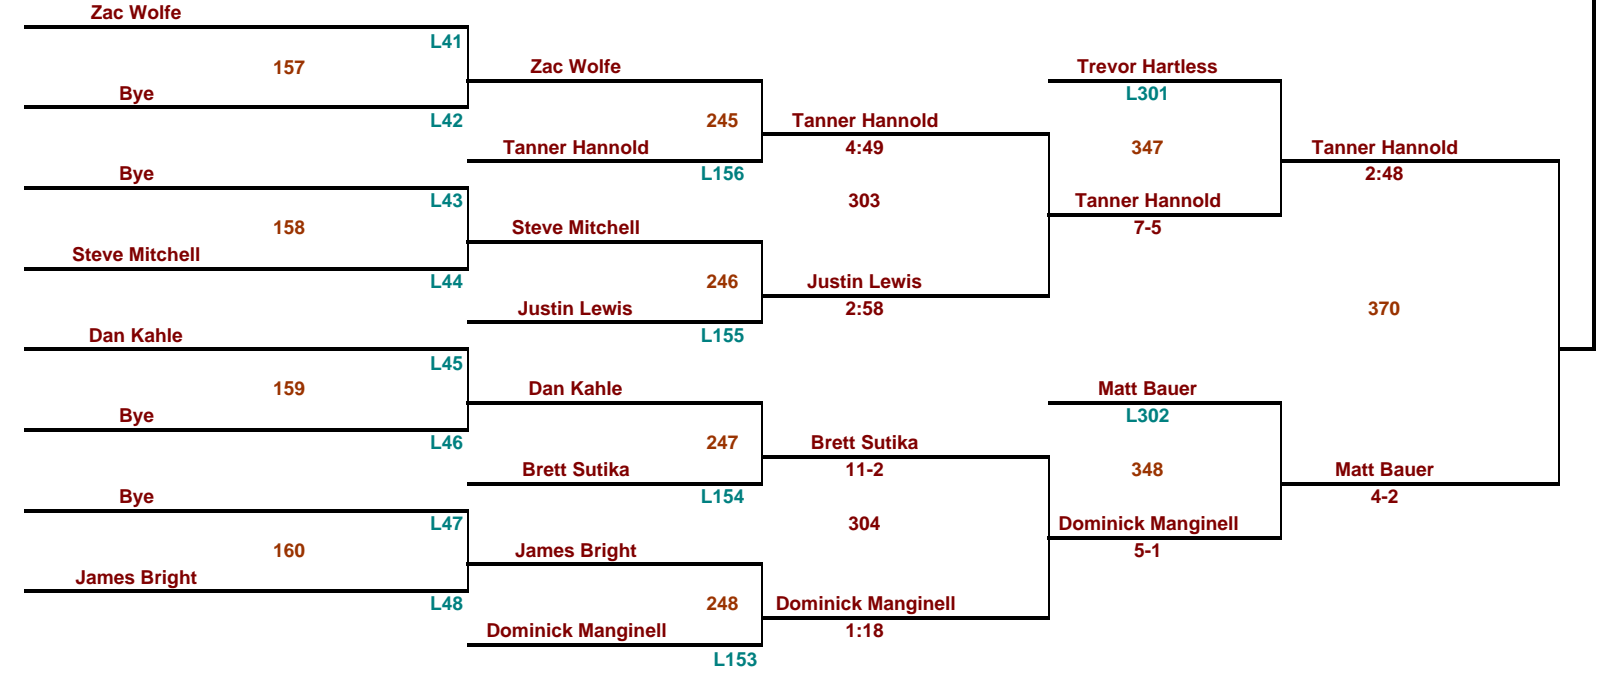 Zac Wolfe
L41
157
Zac Wolfe
Trevor Hartless
Bye
L301
L42
245
Tanner Hannold
Tanner Hannold
4:49
347
Tanner Hannold
Bye
L156
2:48
L43
303
Tanner Hannold
158
Steve Mitchell
7-5
Steve Mitchell
L44
246
Justin Lewis
Justin Lewis
2:58
370
Dan Kahle
L155
L45
159
Dan Kahle
Matt Bauer
Bye
L302
L46
247
Brett Sutika
Brett Sutika
11-2
348
Matt Bauer
Bye
L154
4-2
L47
304
Dominick Manginell
160
James Bright
5-1
James Bright
L48
248
Dominick Manginell
Dominick Manginell
1:18
L153